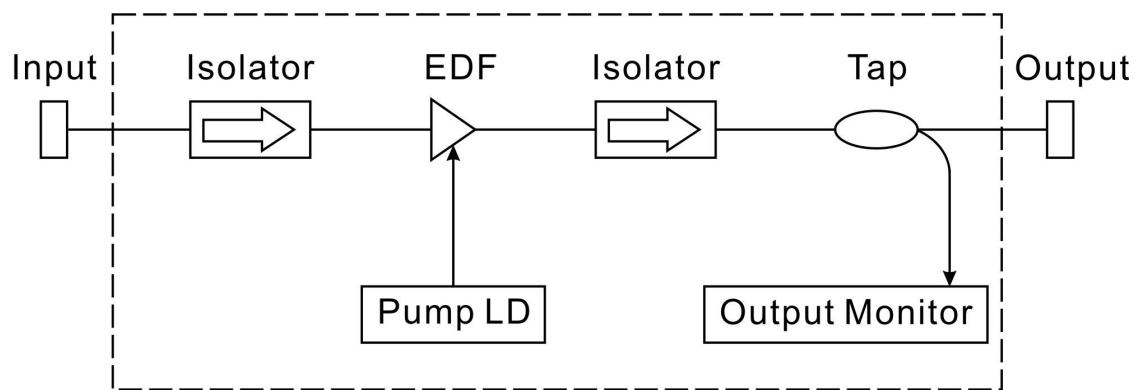 Input
Isolator
EDF
Isolator
Tap
Output
Pump LD
Output Monitor